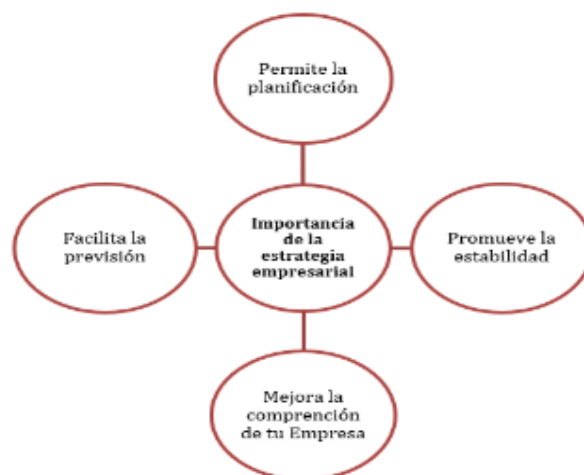 Permite la
planificación
Facilita la
previsión
Importancia
de la
estrategia
empresarial
Promueve la
estabilidad
Mejora la
comprención
de tu Empresa